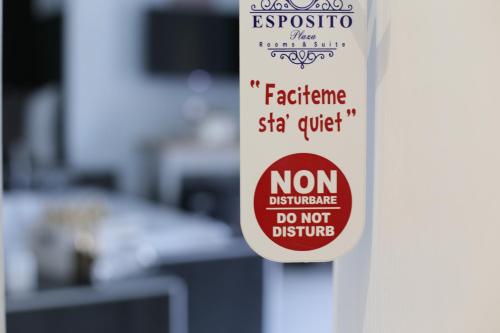 ESPOSITO
Plaza
Rooms & Suite
"Faciteme
sta' quiet"
NON
DISTURBARE
DO NOT
DISTURB